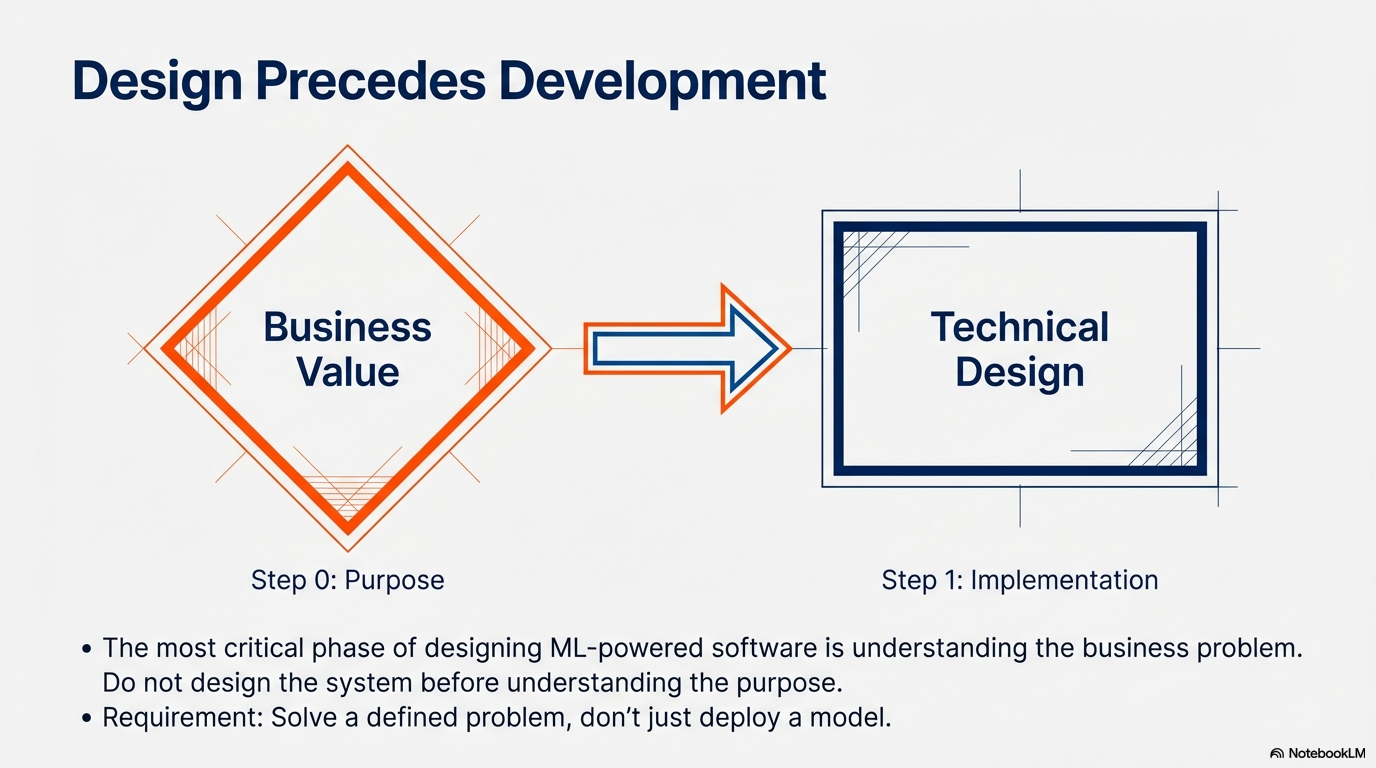 Design Precedes Development
Business
Value
Technical
Design
Step 0: Purpose
Step 1: Implementation
• The most critical phase of designing ML-powered software is understanding the business problem.
Do not design the system before understanding the purpose.
• Requirement: Solve a defined problem, don't just deploy a model.
NotebookLM